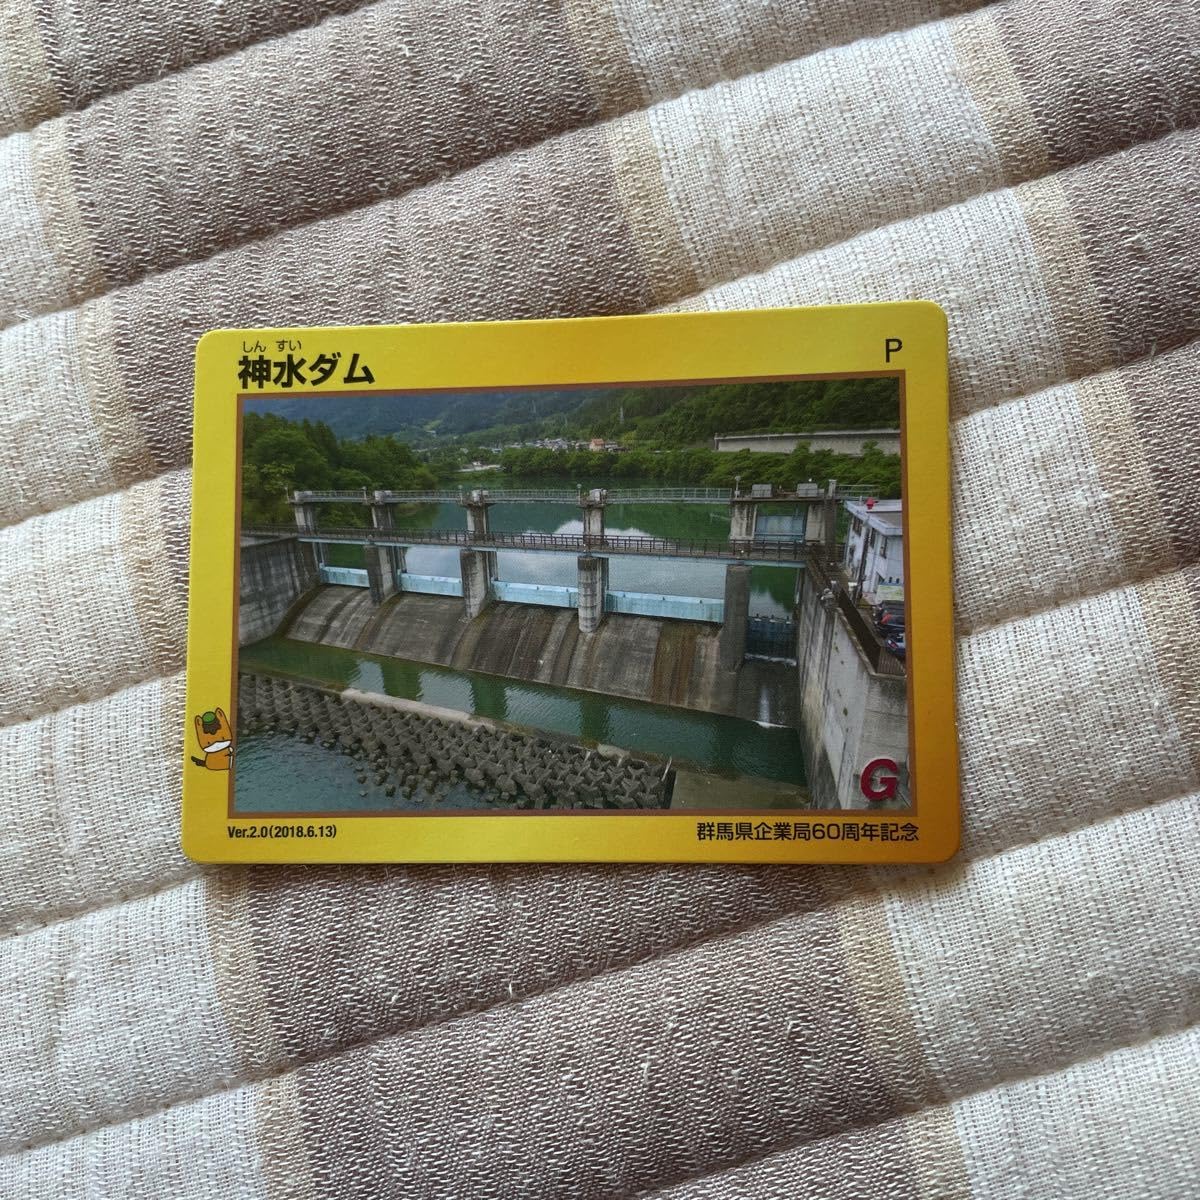 しん すい
神水ダム
P
G
Ver.2.0(2018.6.13)
群馬県企業局60周年記念